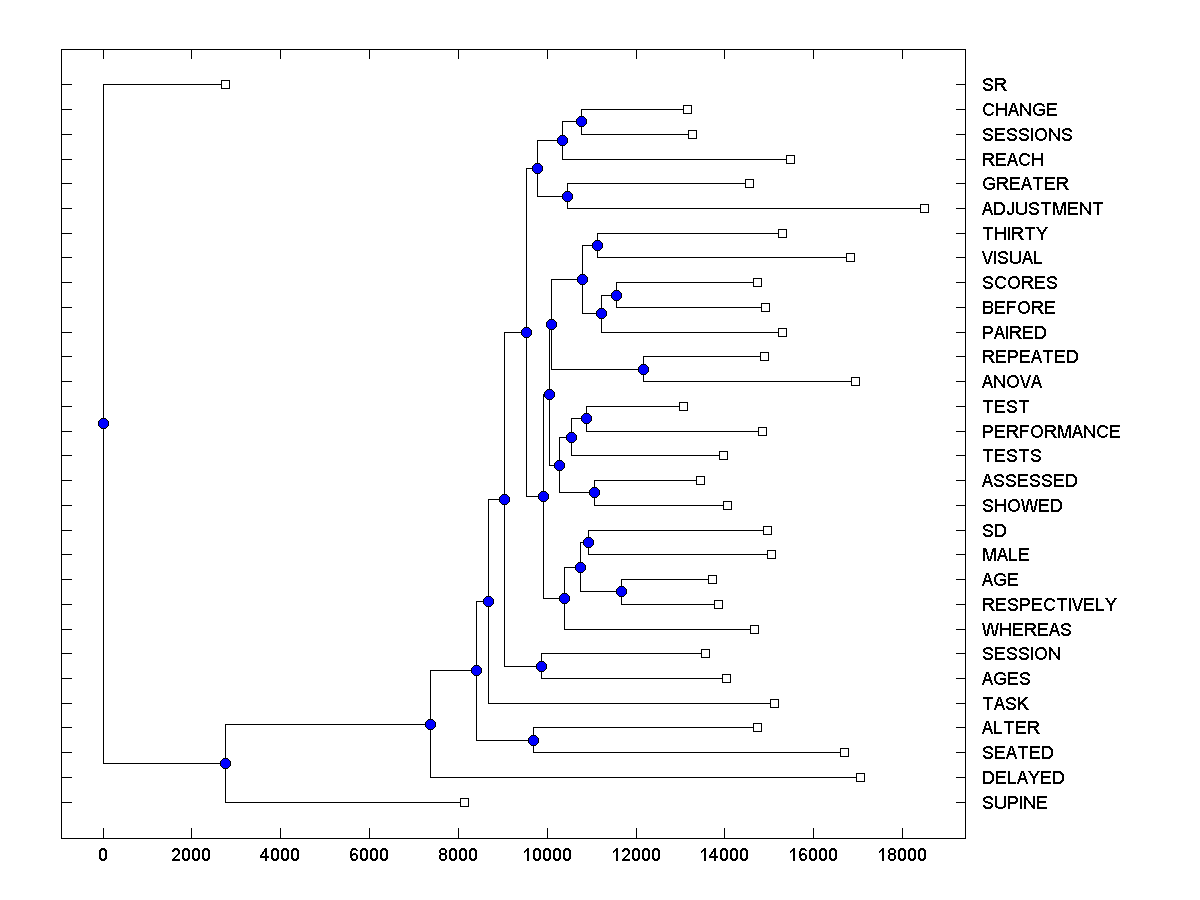 SR
CHANGE
SESSIONS
REACH
GREATER
ADJUSTMENT
THIRTY
VISUAL
SCORES
BEFORE
PAIRED
REPEATED
ANOVA
TEST
PERFORMANCE
TESTS
ASSESSED
SHOWED
SD
MALE
AGE
RESPECTIVELY
WHEREAS
SESSION
AGES
TASK
ALTER
SEATED
DELAYED
SUPINE
0 2000 4000 6000 8000 10000 12000 14000 16000 18000